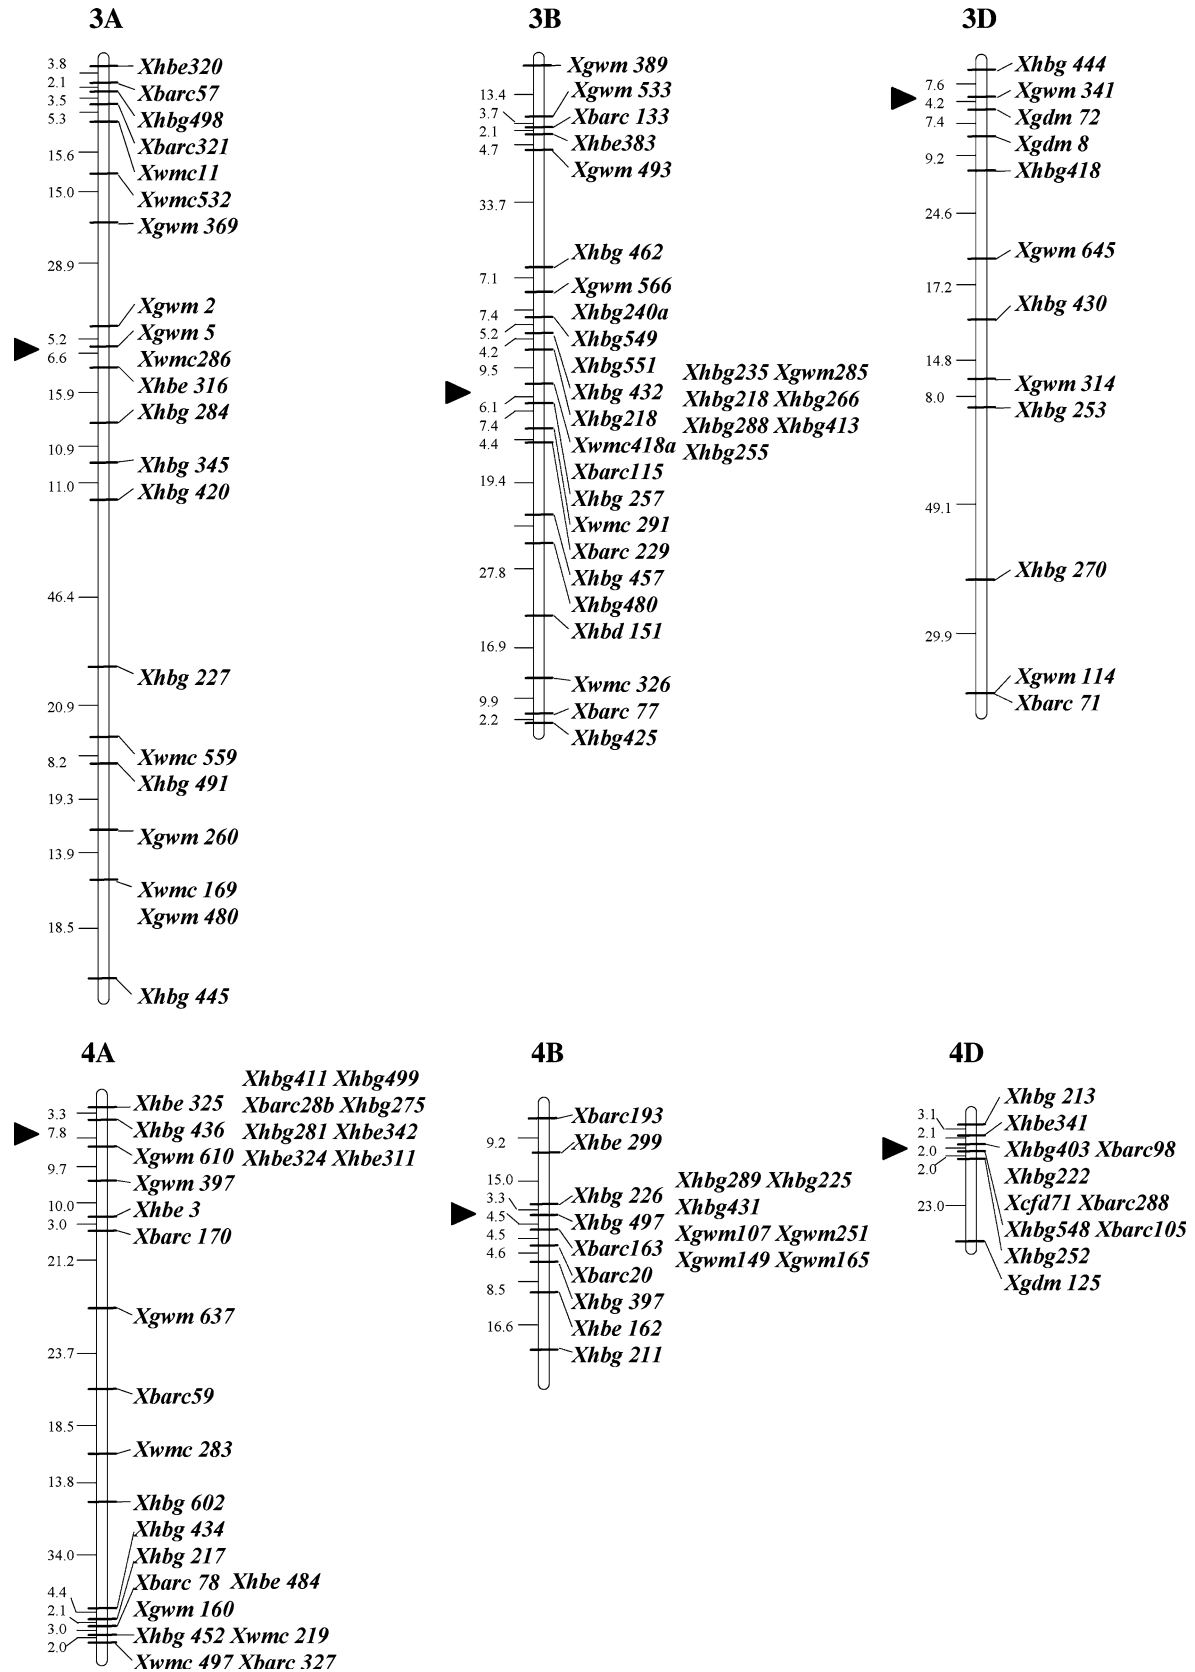 3A
3.8
2.1
3.5
5.3
15.6
15.0
28.9
5.2
6.6
15.9
10.9
11.0
46.4
20.9
8.2
19.3
13.9
18.5
Xhbe320
Xbarc57
Xhbg498
Xbarc321
Xwmc11
Xwmc532
Xgwm 369
Xgwm 2
Xgwm 5
Xwmc286
Xhbe 316
Xhbg 284
Xhbg 345
Xhbg 420
Xhbg 227
Xwmc 559
Xhbg 491
Xgwm 260
Xwmc 169
Xgwm 480
Xhbg 445
3B
13.4
3.7
2.1
4.7
33.7
7.1
7.4
5.2
4.2
9.5
6.1
7.4
4.4
19.4
27.8
16.9
9.9
2.2
Xgwm 389
Xgwm 533
Xbarc 133
Xhbe383
Xgwm 493
Xhbg 462
Xgwm 566
Xhbg240a
Xhbg549
Xhbg551
Xhbg 432
Xhbg218
Xwmc418a
Xbarc115
Xhbg 257
Xwmc 291
Xbarc 229
Xhbg 457
Xhbg480
Xhbd 151
Xwmc 326
Xbarc 77
Xhbg425
Xhbg235 Xgwm285
Xhbg218 Xhbg266
Xhbg288 Xhbg413
Xhbg255
3D
7.6
4.2
7.4
9.2
24.6
17.2
14.8
8.0
49.1
29.9
Xhbg 444
Xgwm 341
Xgdm 72
Xgdm 8
Xhbg418
Xgwm 645
Xhbg 430
Xgwm 314
Xhbg 253
Xhbg 270
Xgwm 114
Xbarc 71
4A
3.3
7.8
9.7
10.0
3.0
21.2
23.7
18.5
13.8
34.0
4.4
2.1
3.0
2.0
Xhbe 325
Xhbg 436
Xgwm 610
Xgwm 397
Xhbe 3
Xbarc 170
Xgwm 637
Xbarc59
Xwmc 283
Xhbg 602
Xhbg 434
Xhbg 217
Xbarc 78 Xhbe 484
Xgwm 160
Xhbg 452 Xwmc 219
Xwmc 497 Xbarc 327
Xhbg411 Xhbg499
Xbarc28b Xhbg275
Xhbg281 Xhbe342
Xhbe324 Xhbe311
4B
9.2
15.0
3.3
4.5
4.5
4.6
8.5
16.6
Xbarc193
Xhbe 299
Xhbg 226
Xhbg 497
Xbarc163
Xbarc20
Xhbg 397
Xhbe 162
Xhbg 211
Xhbg289 Xhbg225
Xhbg431
Xgwm107 Xgwm251
Xgwm149 Xgwm165
4D
3.1
2.1
2.0
2.0
23.0
Xhbg 213
Xhbe341
Xhbg403 Xbarc98
Xhbg222
Xcfd71 Xbarc288
Xhbg548 Xbarc105
Xhbg252
Xgdm 125